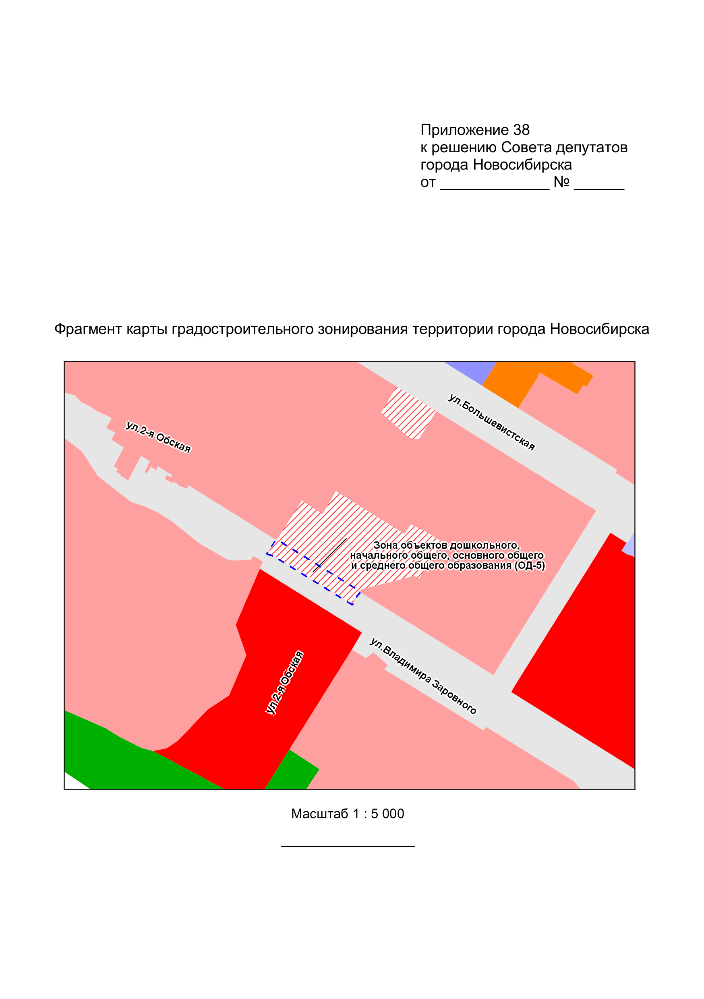 Приложение 38
к решению Совета депутатов
города Новосибирска
от _____________ № ______
Фрагмент карты градостроительного зонирования территории города Новосибирска
ул.Большевистская
ул.2-я Обская
Зона объектов дошкольного,
начального общего, основного общего
и среднего общего образования (ОД-5)
ул.Владимира Заровного
ул.2-я Обская
Масштаб 1 : 5 000